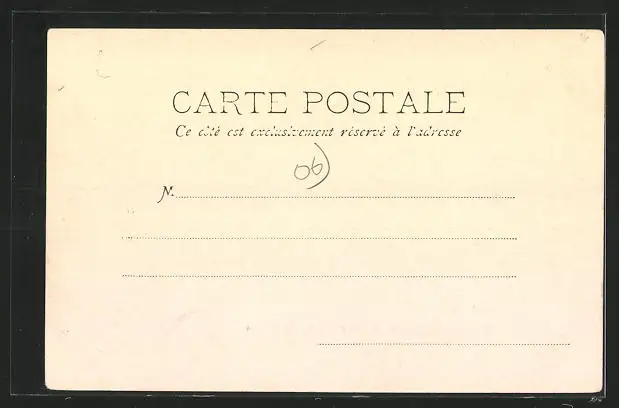 CARTE POSTALE
Ce côté est exclusivement réservé à l'adresse
06)
M.